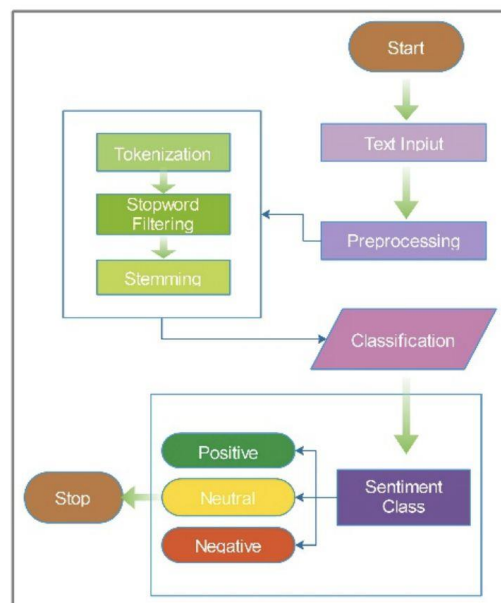 Start
Text Inpiut
Tokenization
Stopword
Filtering
Preprocessing
Stemming
Classification
Positive
Sentiment
Class
Stop
Neutral
Negative